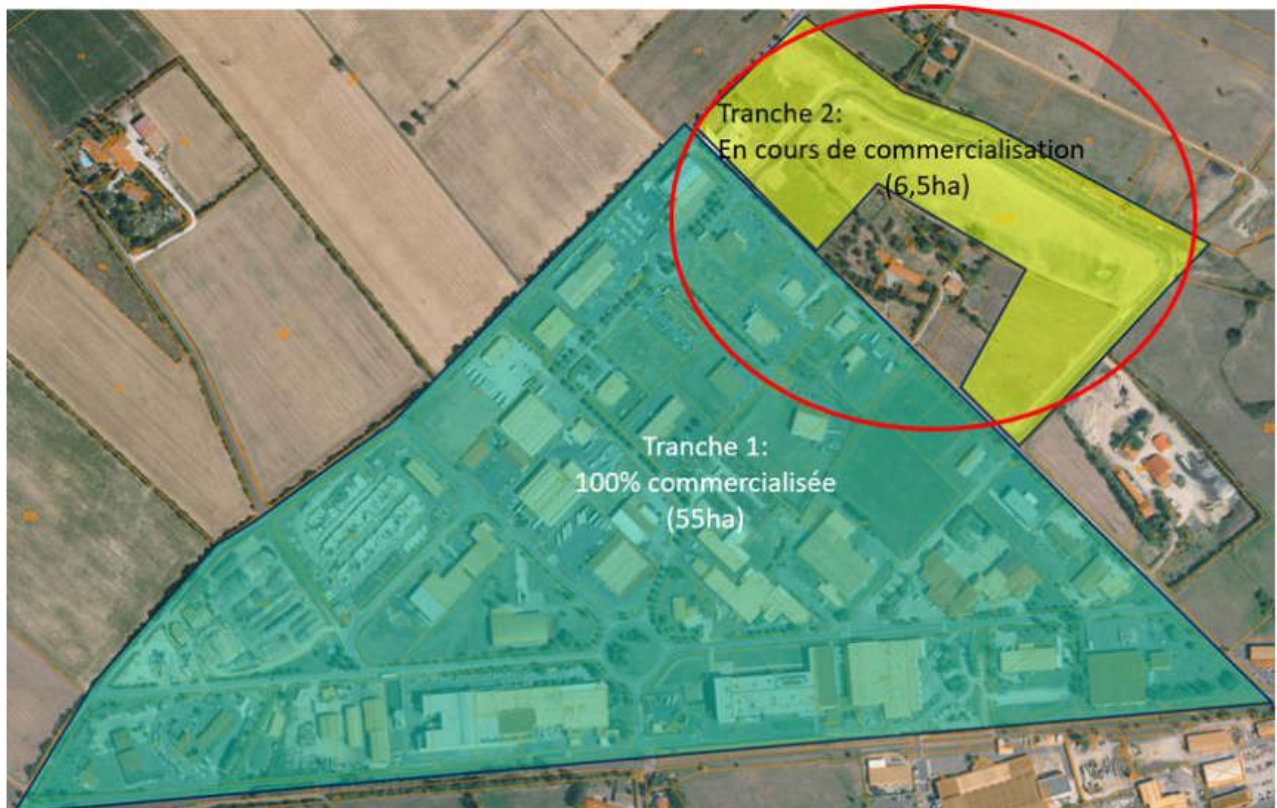 Tranche 2:
En cours de commercialisation
(6,5ha)
Tranche 1:
100% commercialisée
(55ha)